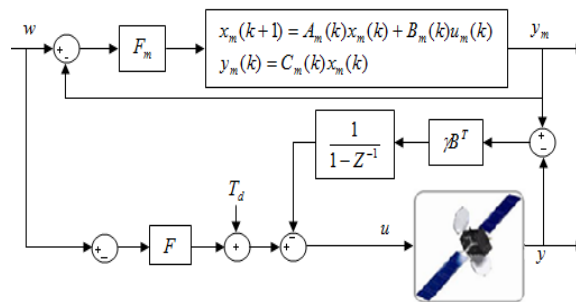 w
+
-
F_m
x_m(k+1) = A_m(k)x_m(k) + B_m(k)u_m(k)
y_m(k) = C_m(k)x_m(k)
y_m
1
1 - Z^{-1}
γB^T
+
-
T_d
+
-
F
+
-
u
y